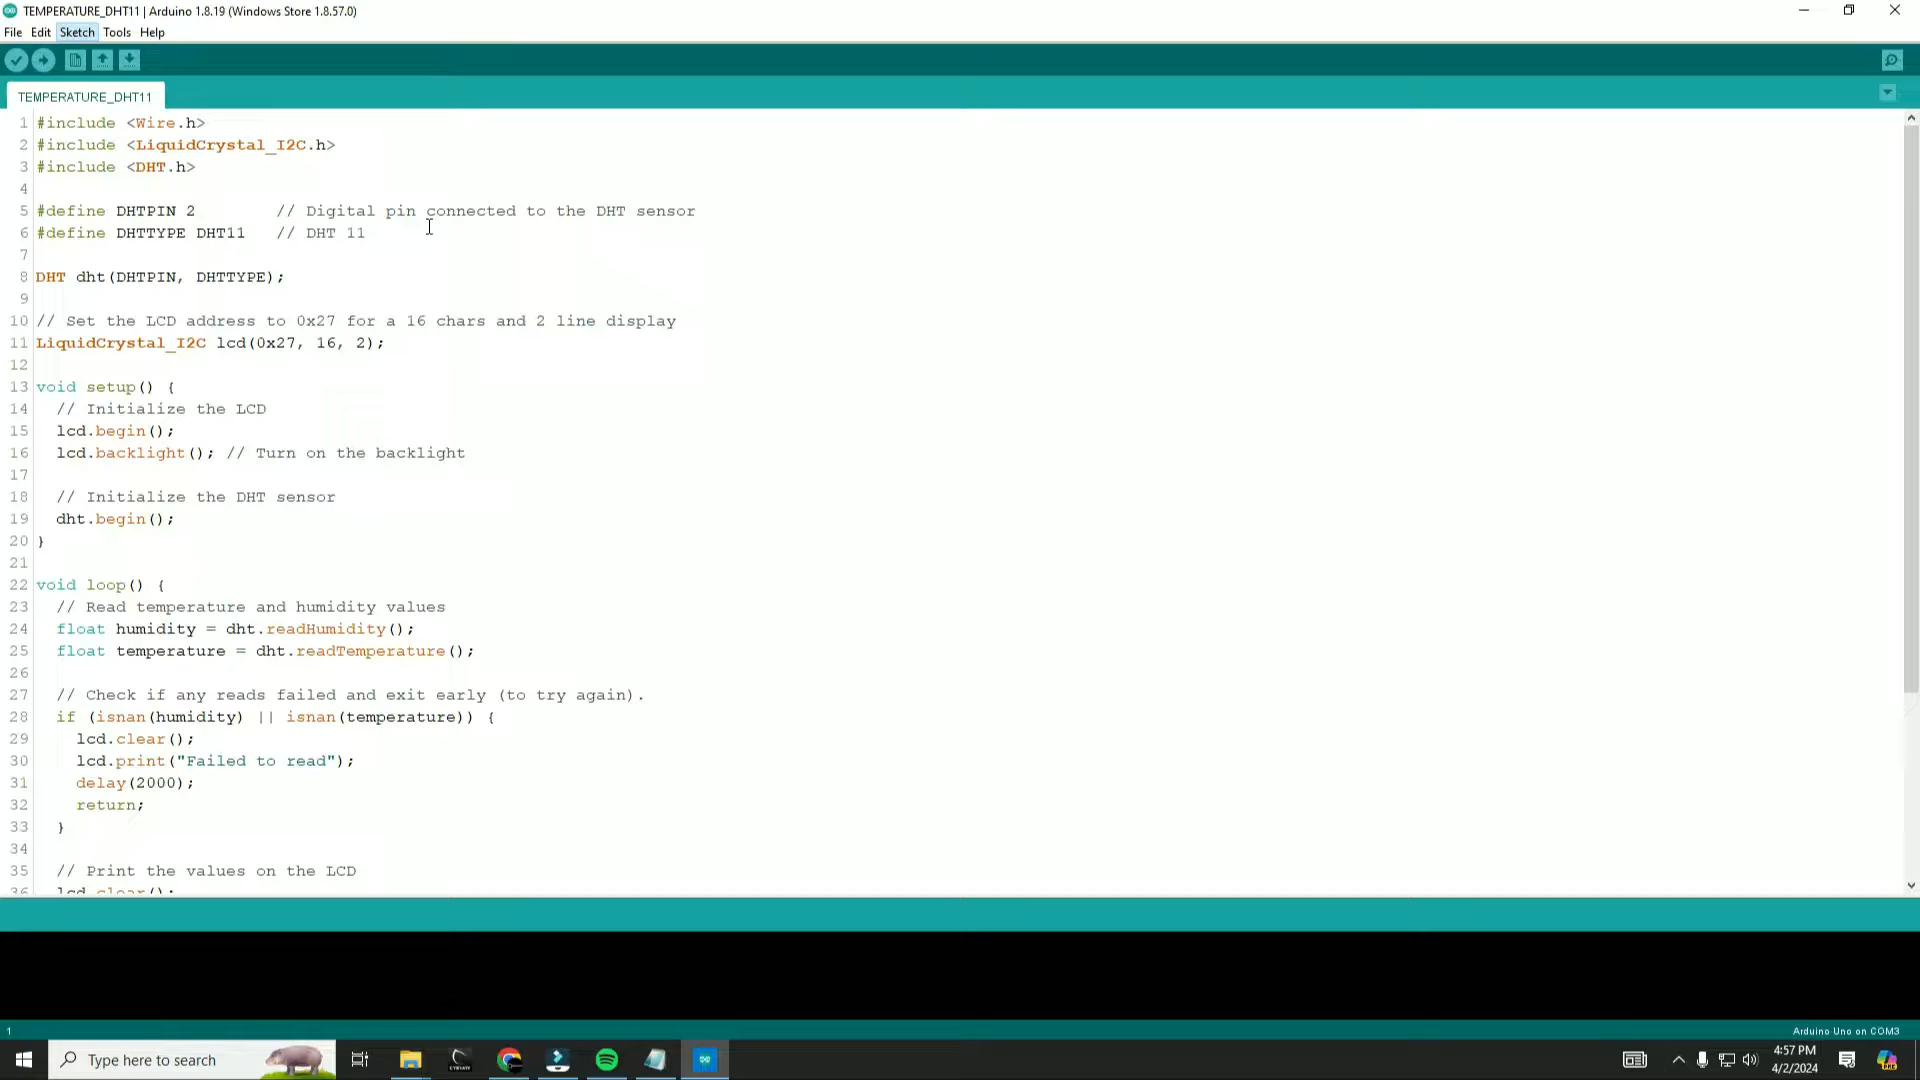 TEMPERATURE_DHT11 | Arduino 1.8.19 (Windows Store 1.8.57.0)
File Edit Sketch Tools Help
TEMPERATURE_DHT11
1 #include <Wire.h>
2 #include <LiquidCrystal_I2C.h>
3 #include <DHT.h>
4
5 #define DHTPIN 2        // Digital pin connected to the DHT sensor
6 #define DHTTYPE DHT11   // DHT 11
7
8 DHT dht(DHTPIN, DHTTYPE);
9
10 // Set the LCD address to 0x27 for a 16 chars and 2 line display
11 LiquidCrystal_I2C lcd(0x27, 16, 2);
12
13 void setup() {
14   // Initialize the LCD
15   lcd.begin();
16   lcd.backlight(); // Turn on the backlight
17
18   // Initialize the DHT sensor
19   dht.begin();
20 }
21
22 void loop() {
23   // Read temperature and humidity values
24   float humidity = dht.readHumidity();
25   float temperature = dht.readTemperature();
26
27   // Check if any reads failed and exit early (to try again).
28   if (isnan(humidity) || isnan(temperature)) {
29     lcd.clear();
30     lcd.print("Failed to read");
31     delay(2000);
32     return;
33   }
34
35   // Print the values on the LCD
36   lcd.clear();
1
Arduino Uno on COM3
Type here to search
4:57 PM
4/2/2024